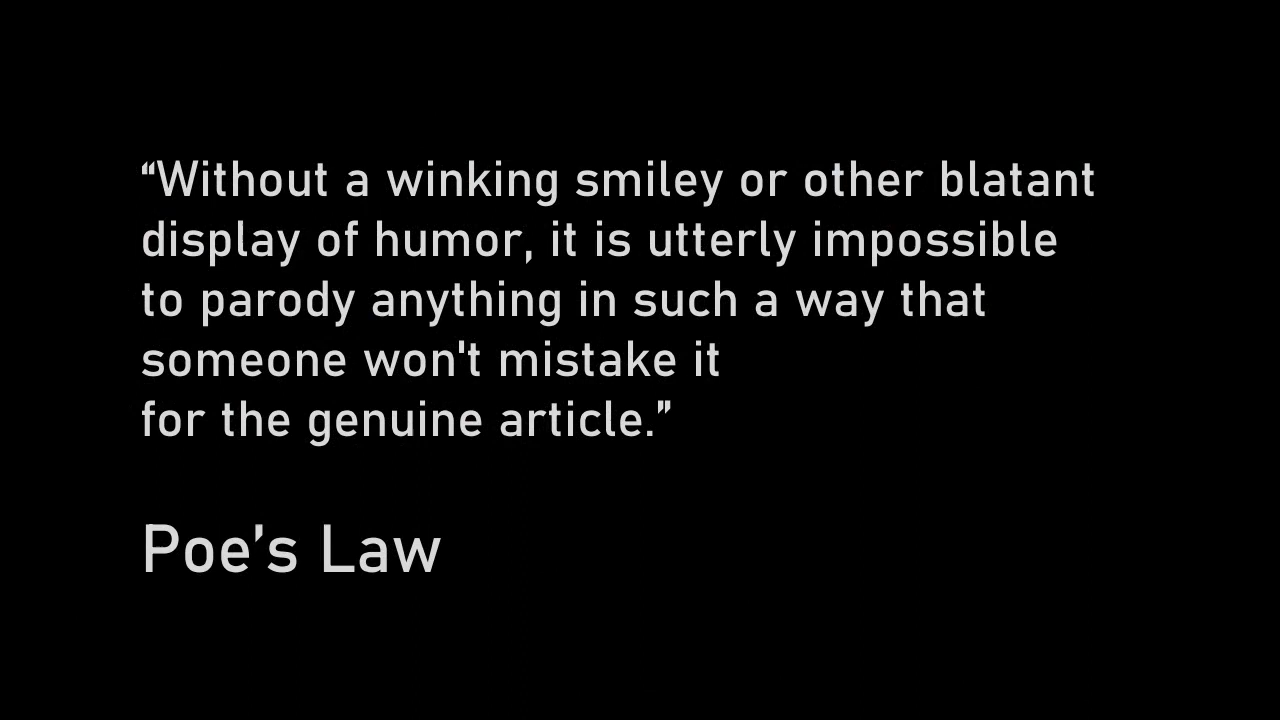 “Without a winking smiley or other blatant
display of humor, it is utterly impossible
to parody anything in such a way that
someone won't mistake it
for the genuine article.”
Poe’s Law